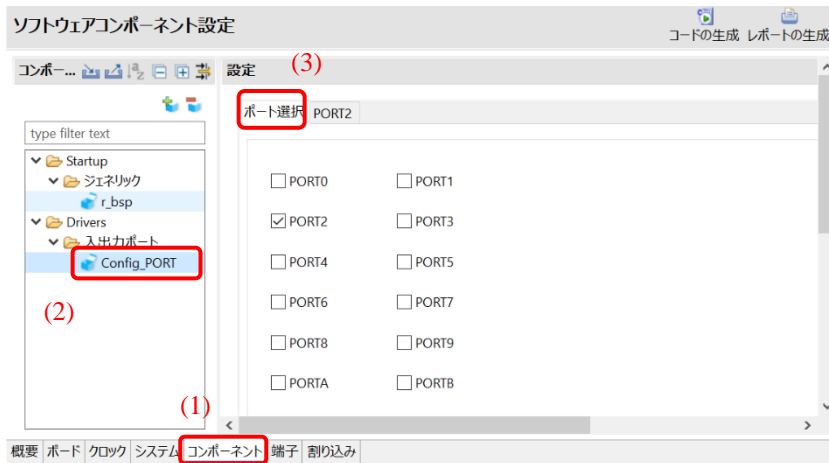 ソフトウェアコンポーネント設定
コードの生成 レポートの生成
コンポー... 
設定
(3)
type filter text
Startup
ジェネリック
r_bsp
Drivers
入出力ポート
Config_PORT
(2)
(1)
ポート選択 PORT2
PORT0 PORT1
PORT2 PORT3
PORT4 PORT5
PORT6 PORT7
PORT8 PORT9
PORTA PORTB
概要 ボード クロック システム コンポーネント 端子 割り込み